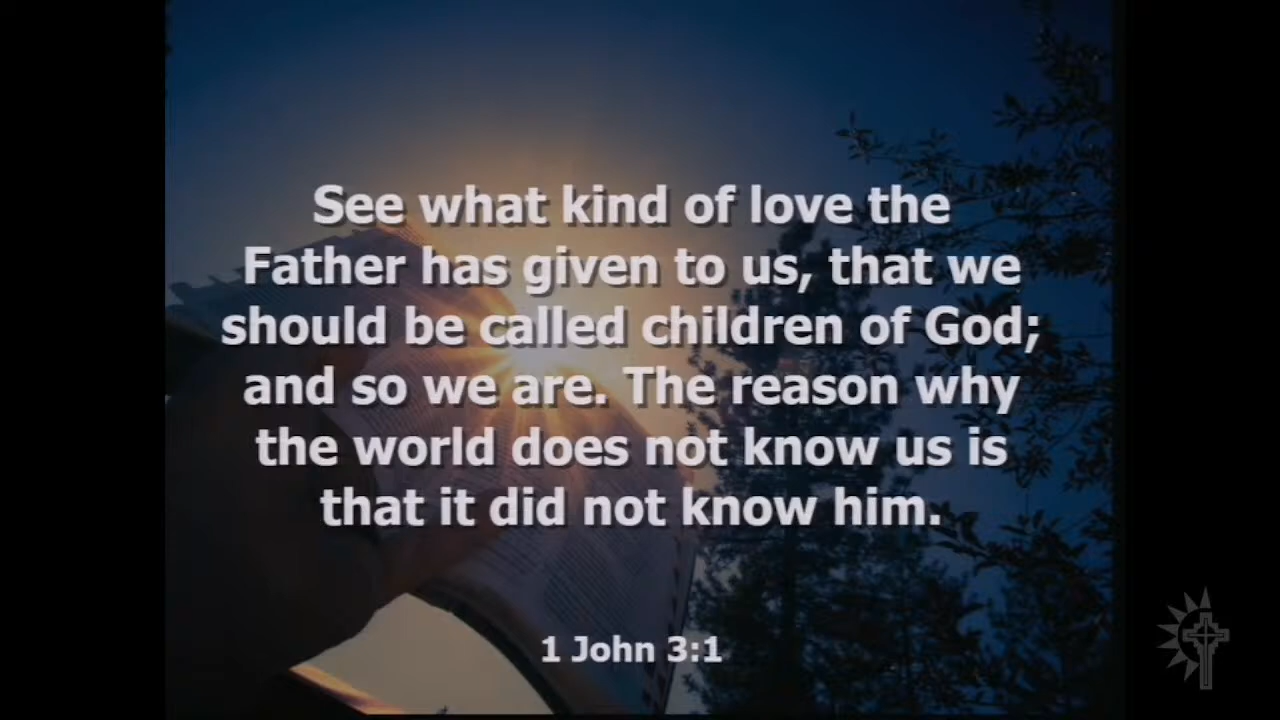 See what kind of love the
Father has given to us, that we
should be called children of God;
and so we are. The reason why
the world does not know us is
that it did not know him.
1 John 3:1